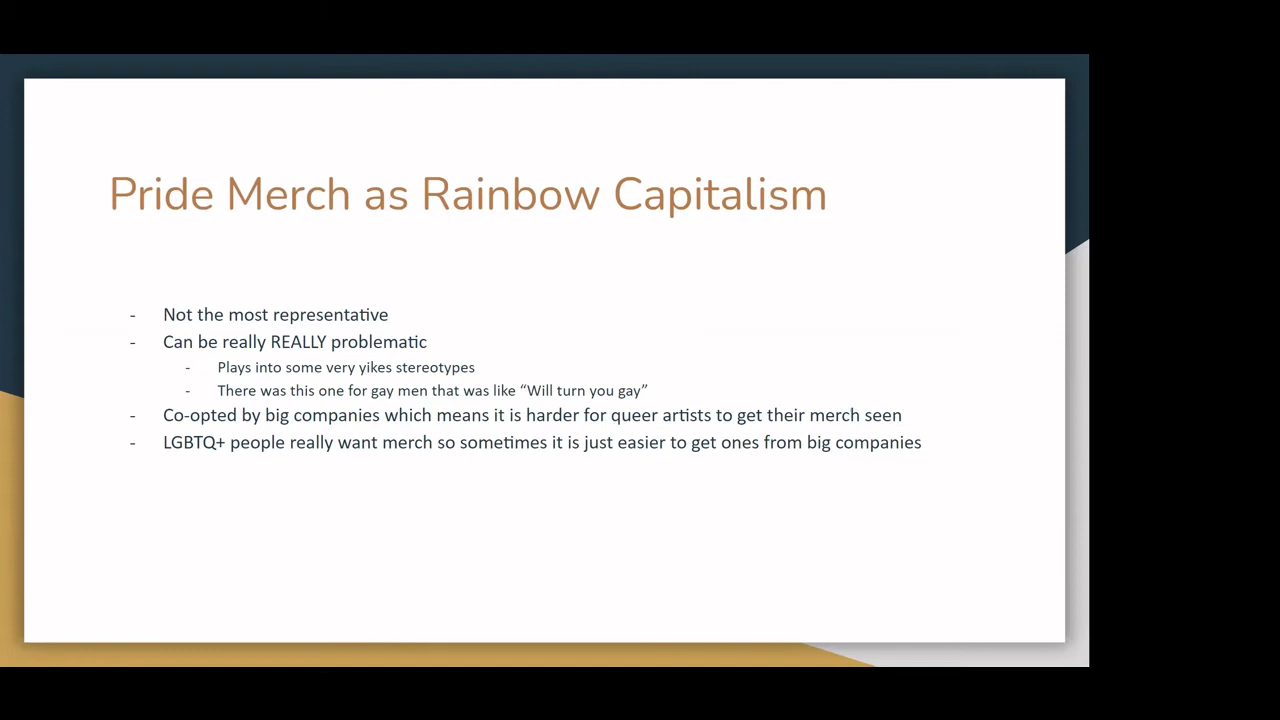 Pride Merch as Rainbow Capitalism
- Not the most representative
- Can be really REALLY problematic
- Plays into some very yikes stereotypes
- There was this one for gay men that was like “Will turn you gay”
- Co-opted by big companies which means it is harder for queer artists to get their merch seen
- LGBTQ+ people really want merch so sometimes it is just easier to get ones from big companies